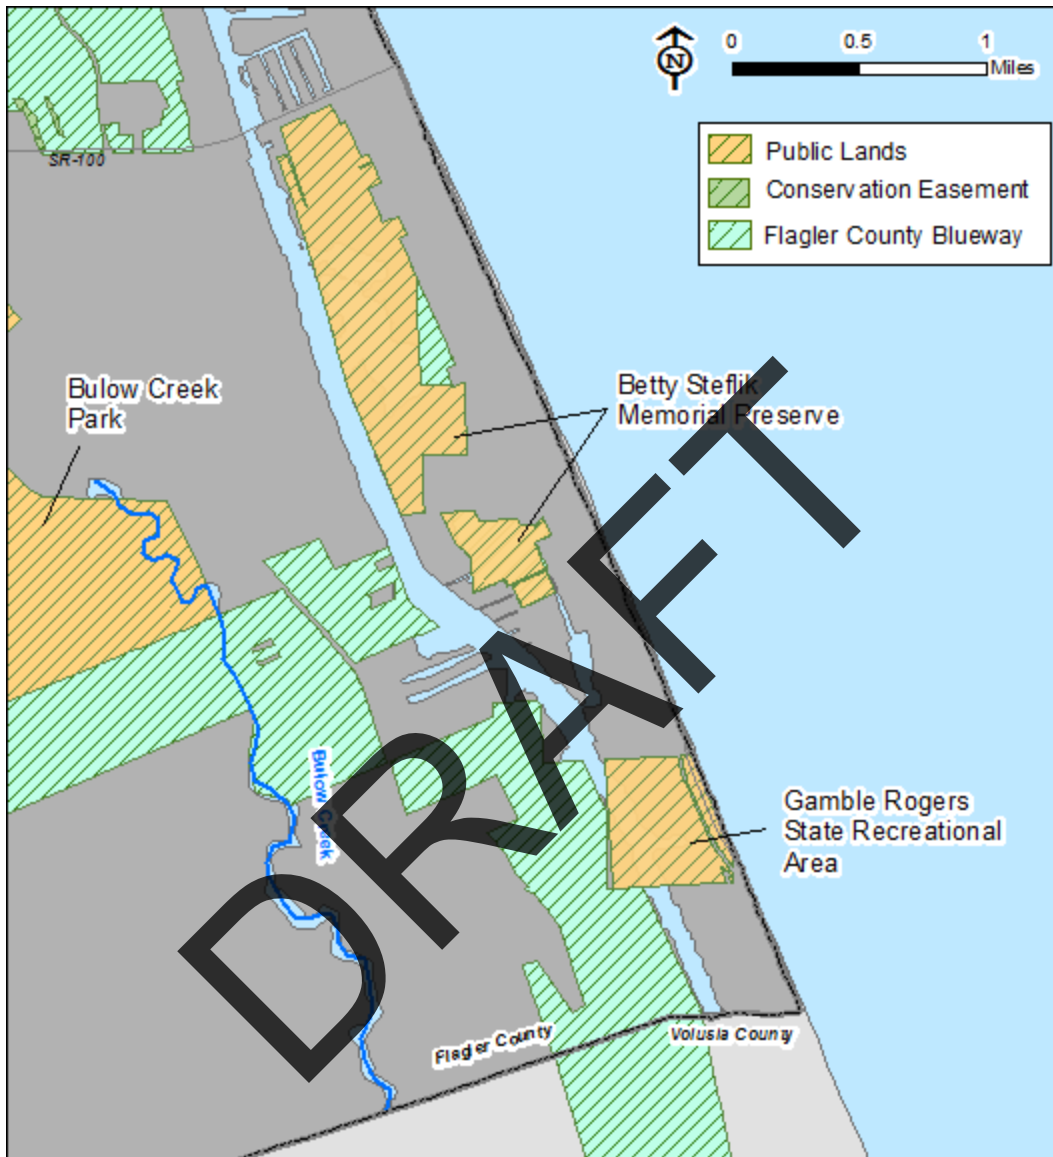 N
0 0.5 1
Miles
Public Lands
Conservation Easement
Flagler County Blueway
SR-100
Bulow Creek
Park
Betty Steflik
Memorial Preserve
Bulow Creek
Gamble Rogers
State Recreational
Area
Flagler County
Volusia County
DRAFT